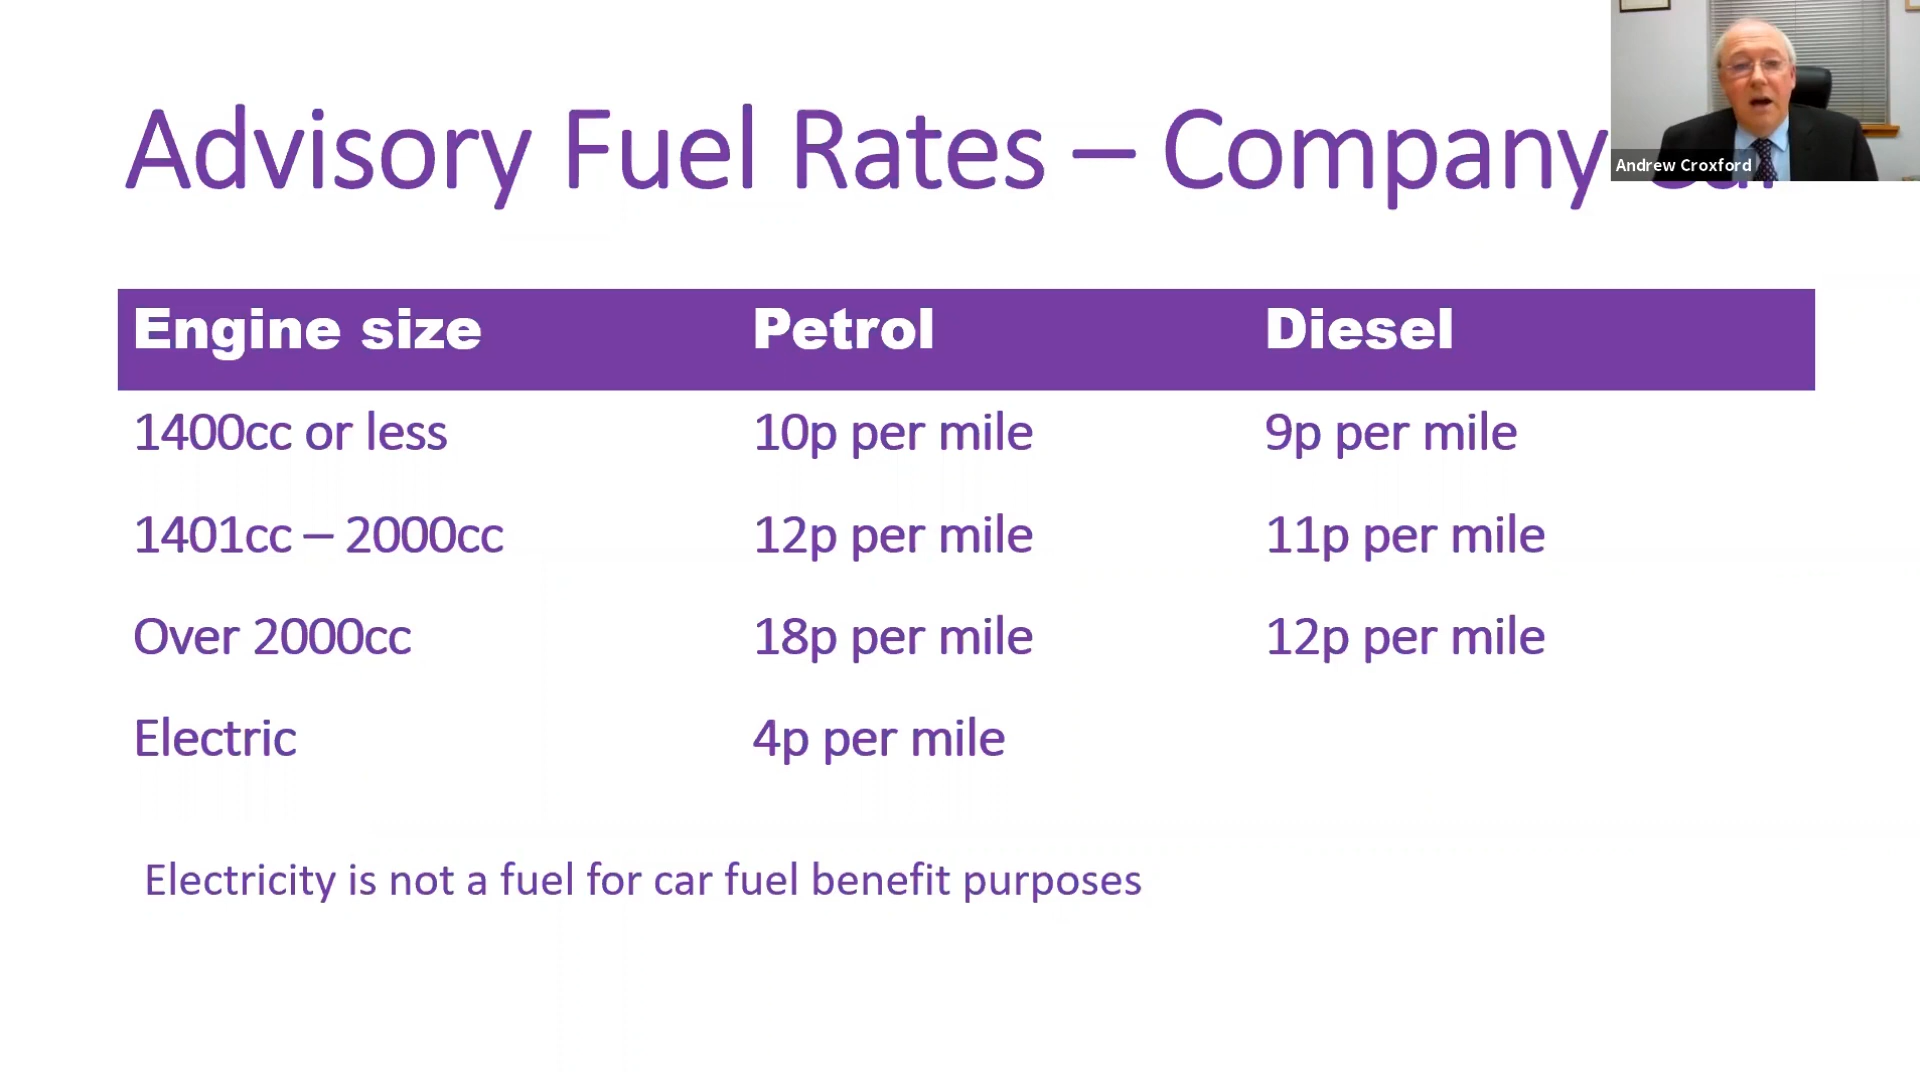 Advisory Fuel Rates – Company
Andrew Croxford
Engine size Petrol Diesel
1400cc or less 10p per mile 9p per mile
1401cc – 2000cc 12p per mile 11p per mile
Over 2000cc 18p per mile 12p per mile
Electric 4p per mile
Electricity is not a fuel for car fuel benefit purposes